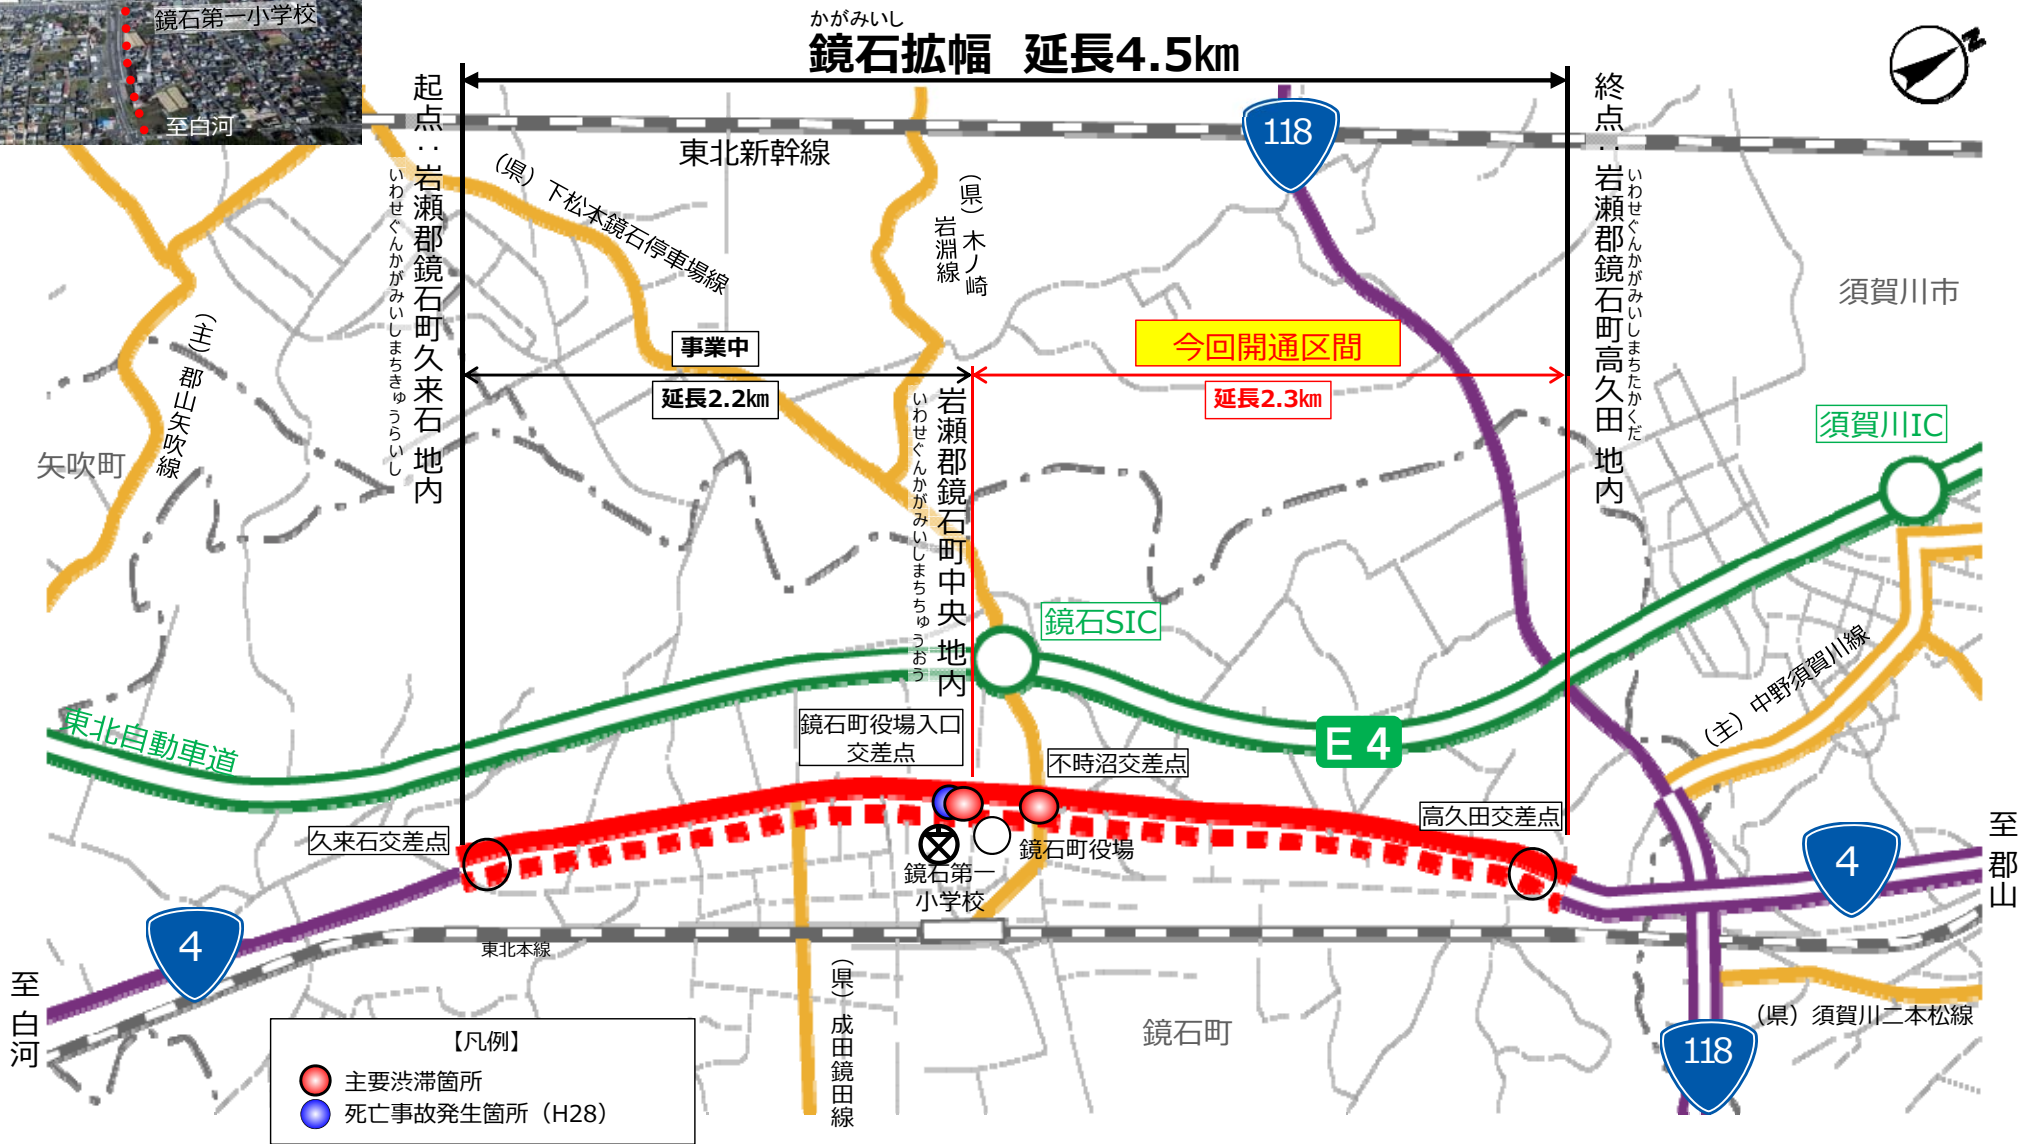 鏡石第一小学校
至白河
かがみいし
鏡石拡幅 延長4.5㎞
N
起点:岩瀬郡鏡石町久来石 地内
いわせぐんかがみいしまちきゅうらいし
終点:岩瀬郡鏡石町高久田 地内
いわせぐんかがみいしまちたかくだ
118
東北新幹線
(県)下松本鏡石停車場線
(県)木ノ崎
岩淵線
須賀川市
事業中
延長2.2㎞
今回開通区間
延長2.3㎞
(主)郡山矢吹線
矢吹町
岩瀬郡鏡石町中央 地内
いわせぐんかがみいしまちちゅうおう
須賀川IC
鏡石SIC
(主)中野須賀川線
東北自動車道
鏡石町役場入口
交差点
不時沼交差点
E4
高久田交差点
久来石交差点
鏡石町役場
鏡石第一
小学校
4
至 郡山
4
東北本線
至 白河
(県)成田鏡田線
鏡石町
(県)須賀川二本松線
118
【凡例】
主要渋滞箇所
死亡事故発生箇所(H28)